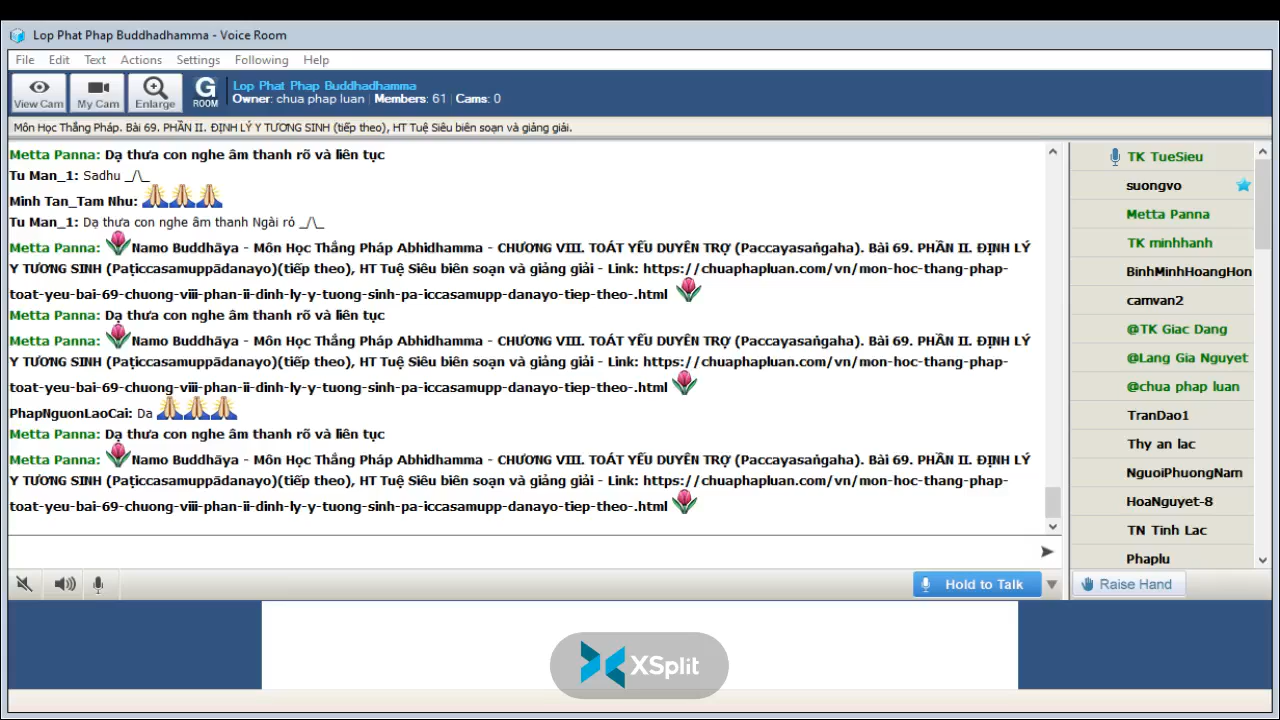 Lop Phat Phap Buddhadhamma - Voice Room
File Edit Text Actions Settings Following Help
View Cam My Cam Enlarge G ROOM
Lop Phat Phap Buddhadhamma
Owner: chua phap luan | Members: 61 | Cams: 0
Môn Học Thắng Pháp. Bài 69. PHẦN II. ĐỊNH LÝ Y TƯƠNG SINH (tiếp theo), HT Tuệ Siêu biên soạn và giảng giải.
Metta Panna: Dạ thưa con nghe âm thanh rõ và liên tục
Tu Man_1: Sadhu _/\_
Minh Tan_Tam Nhu:
Tu Man_1: Dạ thưa con nghe âm thanh Ngài rỏ _/\_
Metta Panna: Namo Buddhāya - Môn Học Thắng Pháp Abhidhamma - CHƯƠNG VIII. TOÁT YẾU DUYÊN TRỢ (Paccayasaṅgaha). Bài 69. PHẦN II. ĐỊNH LÝ
Y TƯƠNG SINH (Paṭiccasamuppādanayo)(tiếp theo), HT Tuệ Siêu biên soạn và giảng giải - Link: https://chuaphapluan.com/vn/mon-hoc-thang-phap-
toat-yeu-bai-69-chuong-viii-phan-ii-dinh-ly-y-tuong-sinh-pa-iccasamupp-danayo-tiep-theo-.html
Metta Panna: Dạ thưa con nghe âm thanh rõ và liên tục
Metta Panna: Namo Buddhāya - Môn Học Thắng Pháp Abhidhamma - CHƯƠNG VIII. TOÁT YẾU DUYÊN TRỢ (Paccayasaṅgaha). Bài 69. PHẦN II. ĐỊNH LÝ
Y TƯƠNG SINH (Paṭiccasamuppādanayo)(tiếp theo), HT Tuệ Siêu biên soạn và giảng giải - Link: https://chuaphapluan.com/vn/mon-hoc-thang-phap-
toat-yeu-bai-69-chuong-viii-phan-ii-dinh-ly-y-tuong-sinh-pa-iccasamupp-danayo-tiep-theo-.html
PhapNguonLaoCai: Da
Metta Panna: Dạ thưa con nghe âm thanh rõ và liên tục
Metta Panna: Namo Buddhāya - Môn Học Thắng Pháp Abhidhamma - CHƯƠNG VIII. TOÁT YẾU DUYÊN TRỢ (Paccayasaṅgaha). Bài 69. PHẦN II. ĐỊNH LÝ
Y TƯƠNG SINH (Paṭiccasamuppādanayo)(tiếp theo), HT Tuệ Siêu biên soạn và giảng giải - Link: https://chuaphapluan.com/vn/mon-hoc-thang-phap-
toat-yeu-bai-69-chuong-viii-phan-ii-dinh-ly-y-tuong-sinh-pa-iccasamupp-danayo-tiep-theo-.html
TK TueSieu
suongvo
Metta Panna
TK minhhanh
BinhMinhHoangHon
camvan2
@TK Giac Dang
@Lang Gia Nguyet
@chua phap luan
TranDao1
Thy an lac
NguoiPhuongNam
HoaNguyet-8
TN Tinh Lac
Phaplu
Hold to Talk
Raise Hand
XSplit